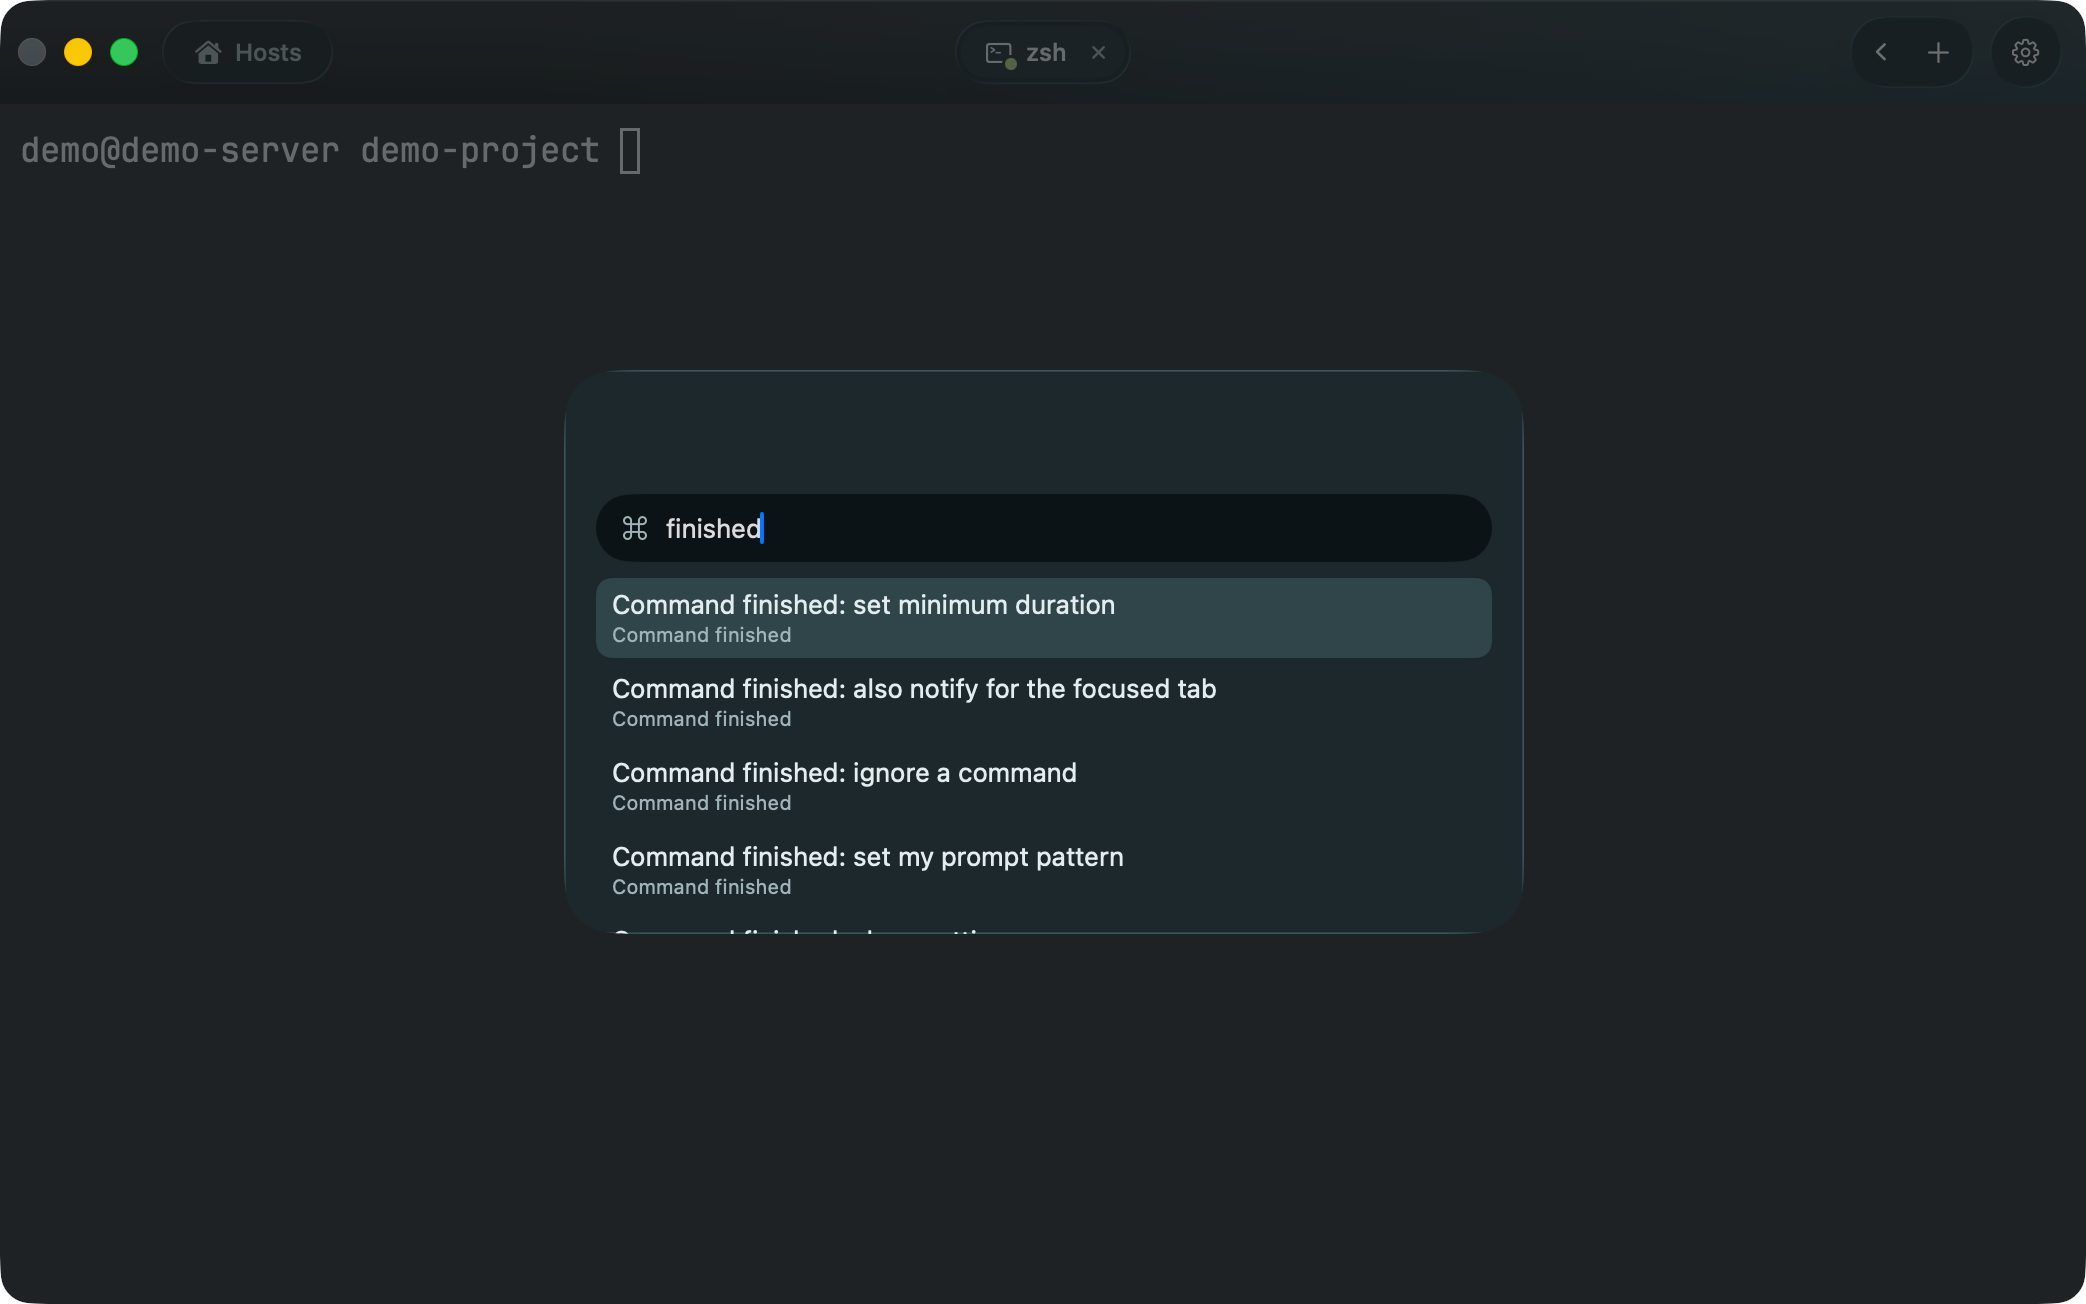 Hosts
zsh
demo@demo-server demo-project
finished
Command finished: set minimum duration
Command finished
Command finished: also notify for the focused tab
Command finished
Command finished: ignore a command
Command finished
Command finished: set my prompt pattern
Command finished